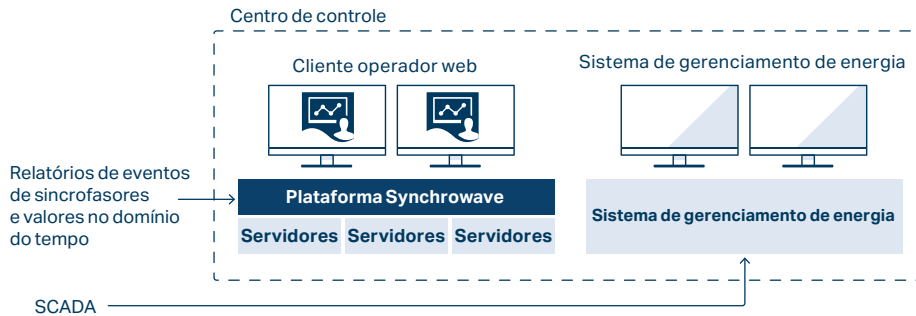 Centro de controle
Cliente operador web
Sistema de gerenciamento de energia
Relatórios de eventos
de sincrofasores
e valores no domínio
do tempo
Plataforma Synchrowave
Servidores Servidores Servidores
Sistema de gerenciamento de energia
SCADA